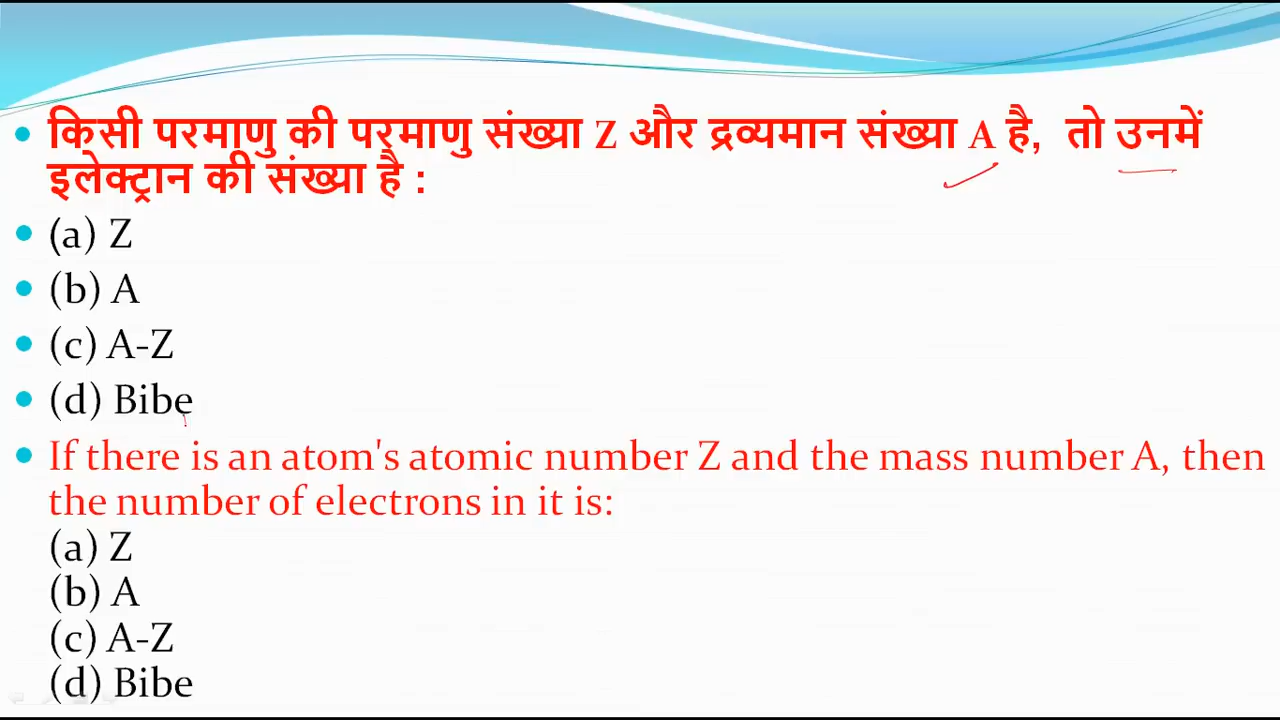 किसी परमाणु की परमाणु संख्या Z और द्रव्यमान संख्या A है, तो उनमें
इलेक्ट्रान की संख्या है :
(a) Z
(b) A
(c) A-Z
(d) Bibe
If there is an atom's atomic number Z and the mass number A, then
the number of electrons in it is:
(a) Z
(b) A
(c) A-Z
(d) Bibe